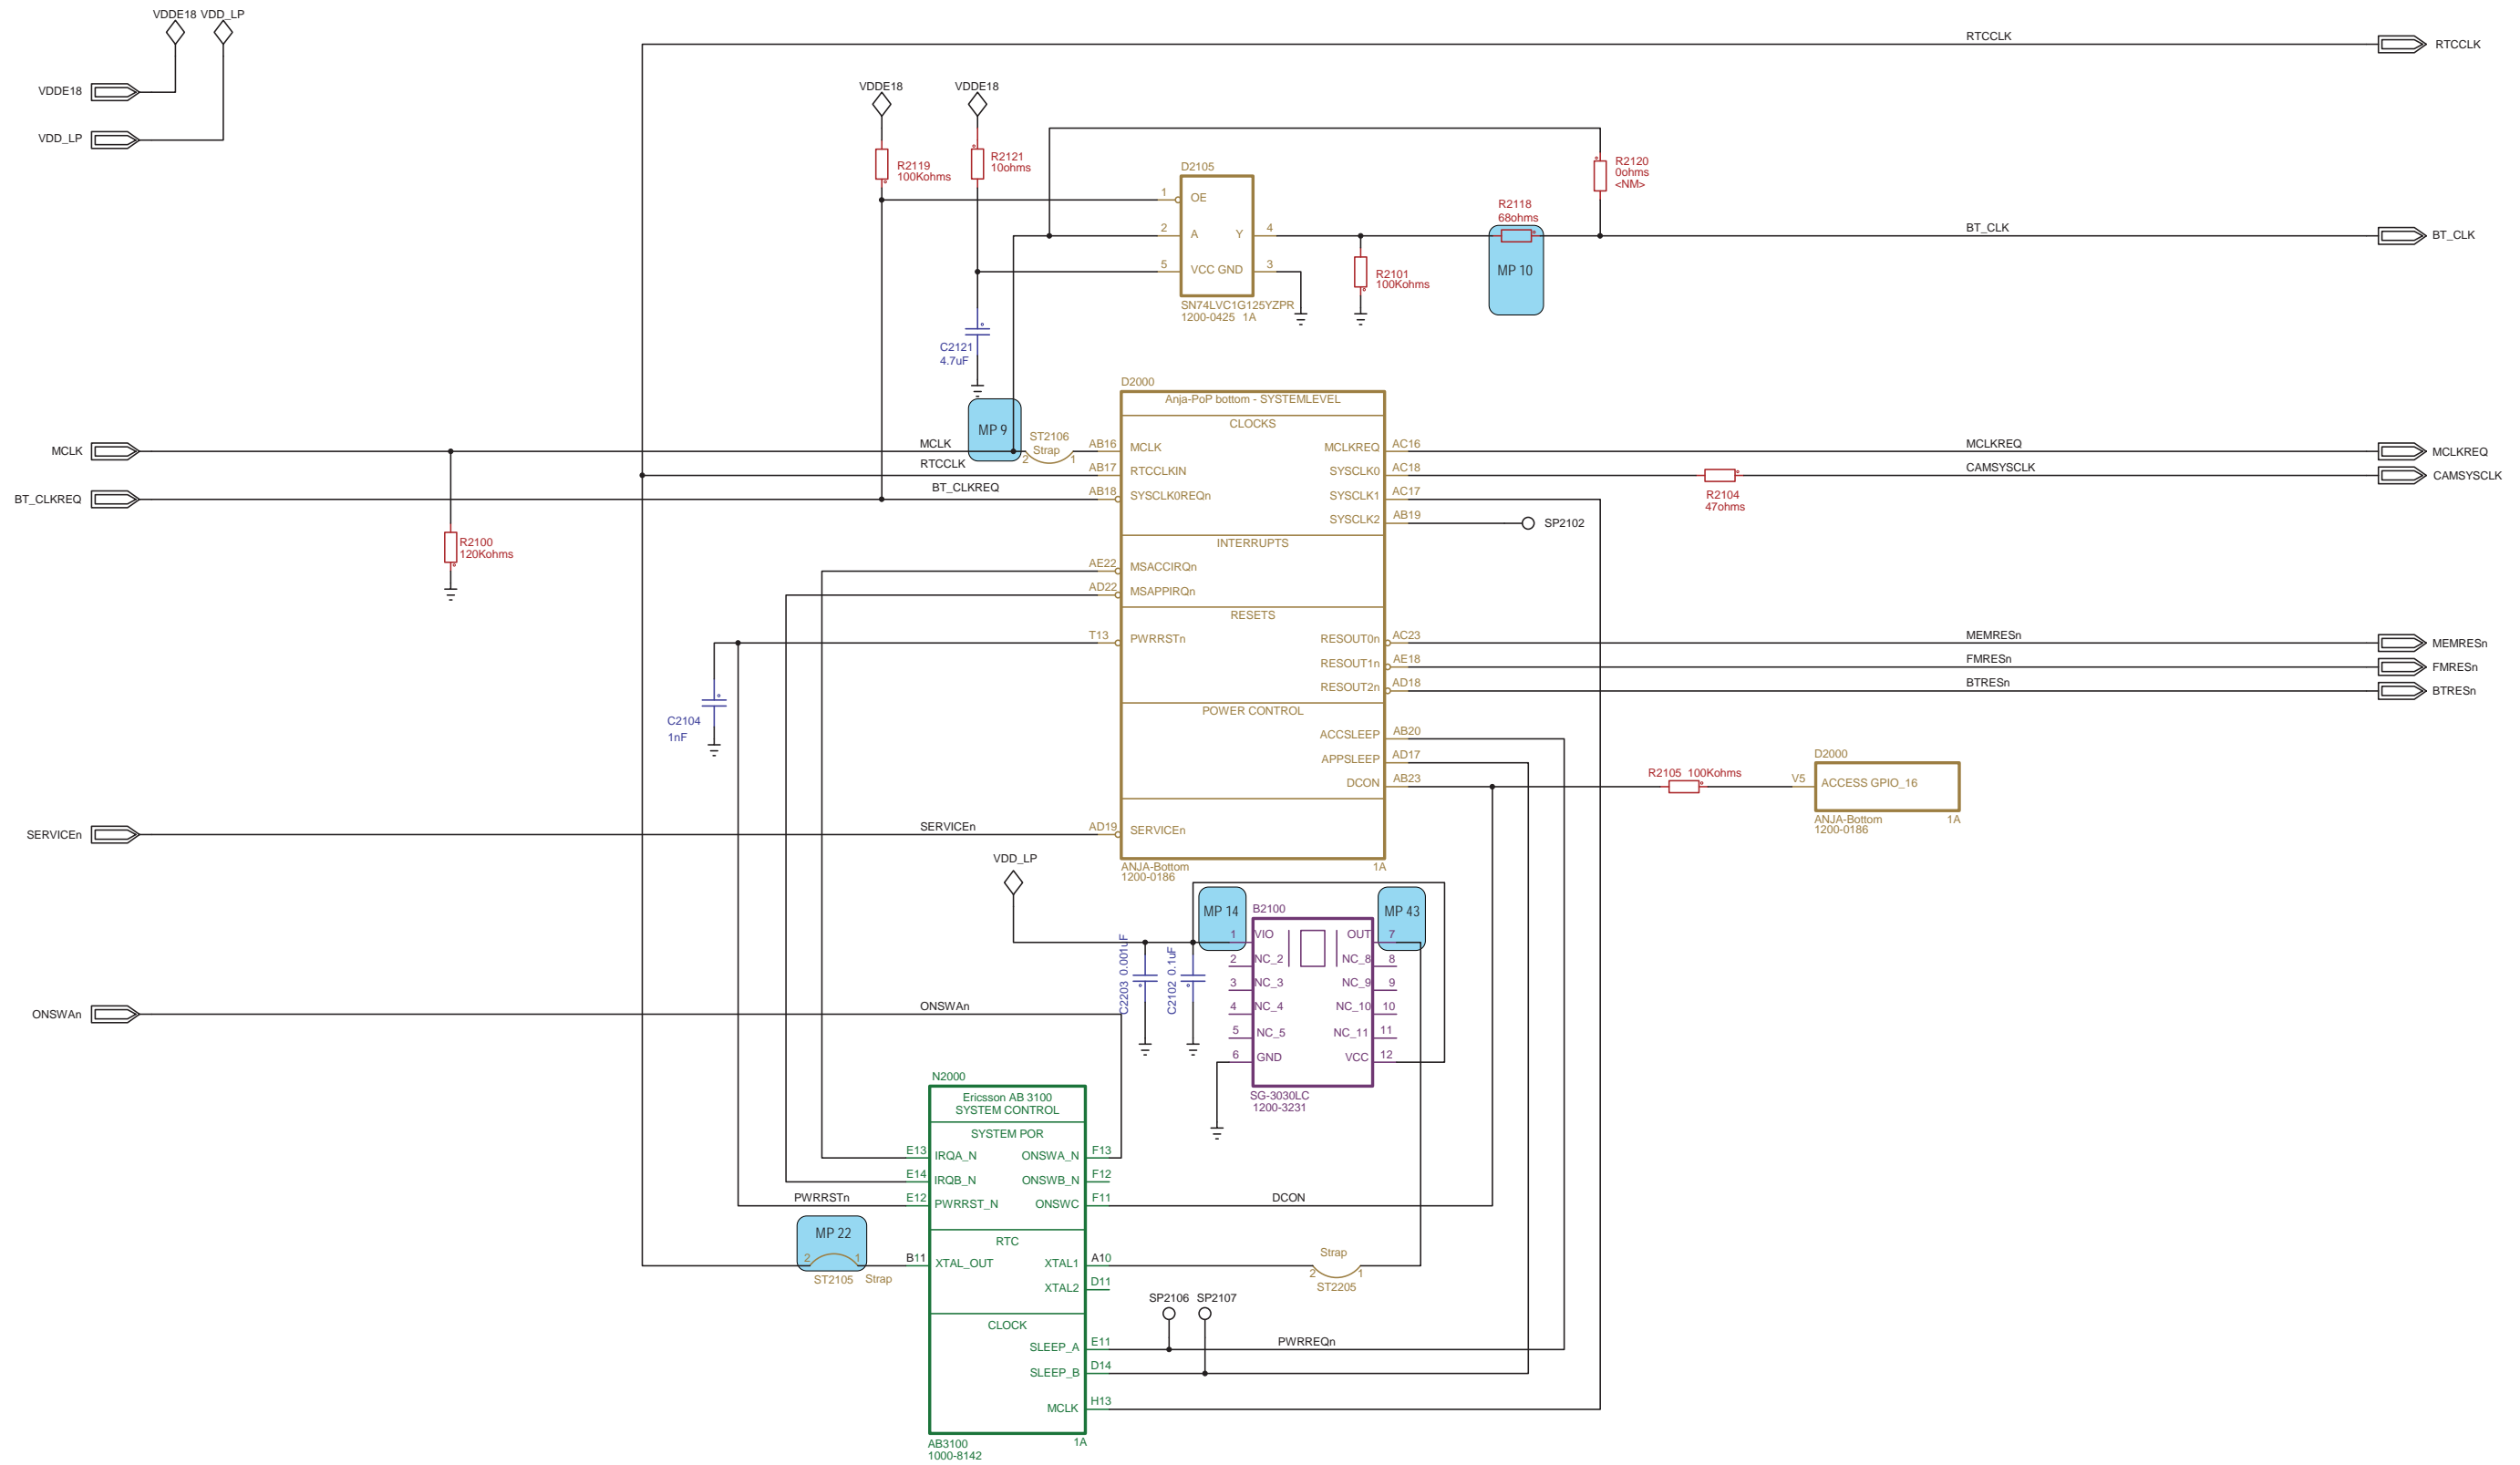 VDDE18 VDD_LP
RTCCLK
RTCCLK
VDDE18
VDD_LP
VDDE18
VDDE18
R2119
100Kohms
R2121
10ohms
D2105
1
OE
2
A
Y
4
5
VCC GND
3
SN74LVC1G125YZPR
1200-0425 1A
R2120
0ohms
<NM>
R2118
68ohms
MP 10
R2101
100Kohms
BT_CLK
BT_CLK
C2121
4.7uF
D2000
Anja-PoP bottom - SYSTEMLEVEL
CLOCKS
MP 9
ST2106
Strap
2
1
MCLK
MCLK
AB16
MCLK
MCLKREQ
AC16
MCLKREQ
MCLKREQ
RTCCLK
AB17
RTCCLKIN
SYSCLK0
AC18
CAMSYSCLK
CAMSYSCLK
BT_CLKREQ
BT_CLKREQ
AB18
SYSCLK0REQn
SYSCLK1
AC17
R2104
47ohms
SYSCLK2
AB19
SP2102
R2100
120Kohms
INTERRUPTS
AE22
MSACCIRQn
AD22
MSAPPIRQn
RESETS
T13
PWRRSTn
RESOUT0n
AC23
MEMRESn
MEMRESn
RESOUT1n
AE18
FMRESn
FMRESn
RESOUT2n
AD18
BTRESn
BTRESn
C2104
1nF
POWER CONTROL
ACCSLEEP
AB20
APPSLEEP
AD17
DCON
AB23
R2105 100Kohms
D2000
V5
ACCESS GPIO_16
ANJA-Bottom
1A
1200-0186
SERVICEn
SERVICEn
AD19
SERVICEn
ANJA-Bottom
1A
1200-0186
VDD_LP
MP 14
B2100
MP 43
1
VIO
OUT
7
2
NC_2
NC_8
8
3
NC_3
NC_9
9
4
NC_4
NC_10
10
5
NC_5
NC_11
11
6
GND
VCC
12
SG-3030LC
1200-3231
C2203 0.001uF
C2102 0.1uF
ONSWAn
ONSWAn
N2000
Ericsson AB 3100
SYSTEM CONTROL
SYSTEM POR
E13
IRQA_N
ONSWA_N
F13
E14
IRQB_N
ONSWB_N
F12
PWRRSTn
E12
PWRRST_N
ONSWC
F11
DCON
MP 22
2
1
ST2105 Strap
RTC
B11
XTAL_OUT
XTAL1
A10
XTAL2
D11
Strap
2
1
ST2205
SP2106 SP2107
CLOCK
SLEEP_A
E11
PWRREQn
SLEEP_B
D14
MCLK
H13
AB3100
1A
1000-8142